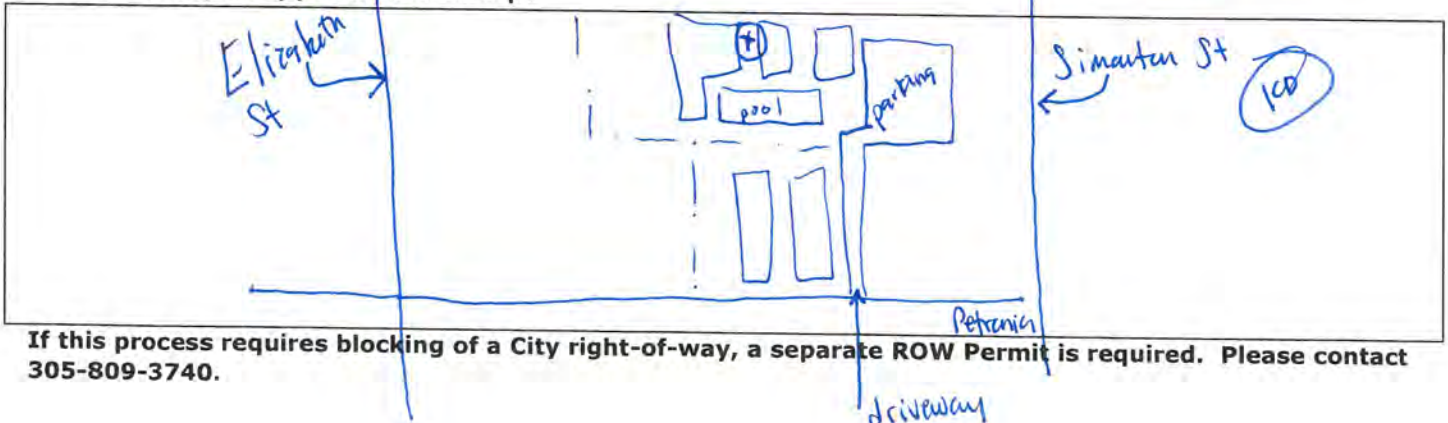 Elizabeth
St
pool
parking
Simonton St
Petronia
If this process requires blocking of a City right-of-way, a separate ROW Permit is required. Please contact
305-809-3740.
driveway